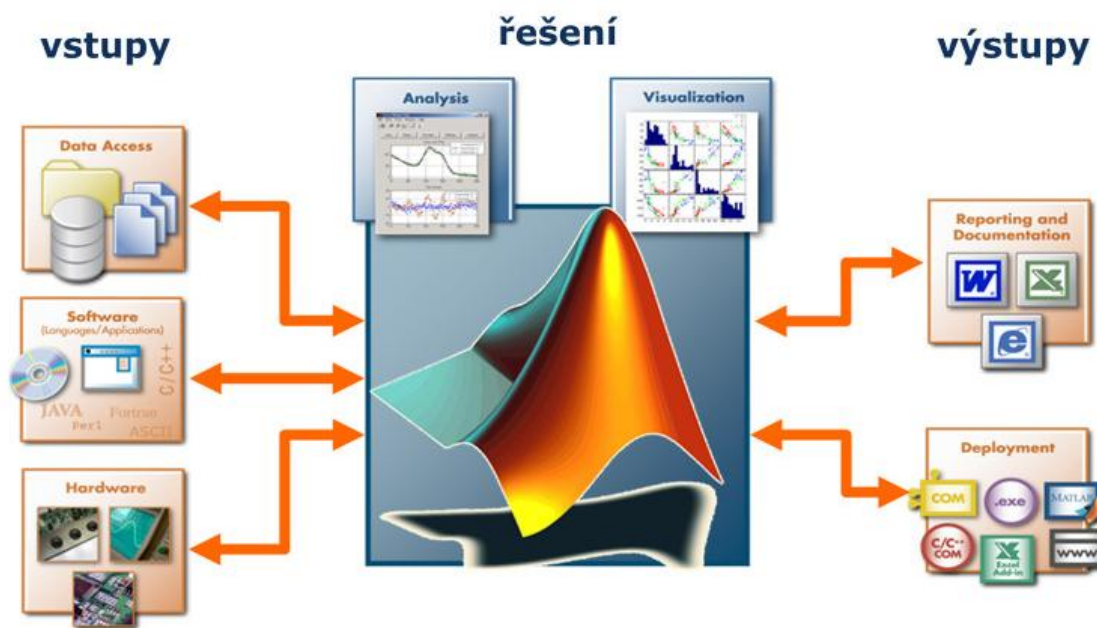 vstupy
řešení
výstupy
Analysis
Visualization
Data Access
Software
(Languages/Applications)
C/C++
JAVA
Perl
Fortran
ASCII
Hardware
Reporting and
Documentation
W
X
e
Deployment
COM
.exe
MATLAB
C/C++
COM
X
Excel
Add-in
www